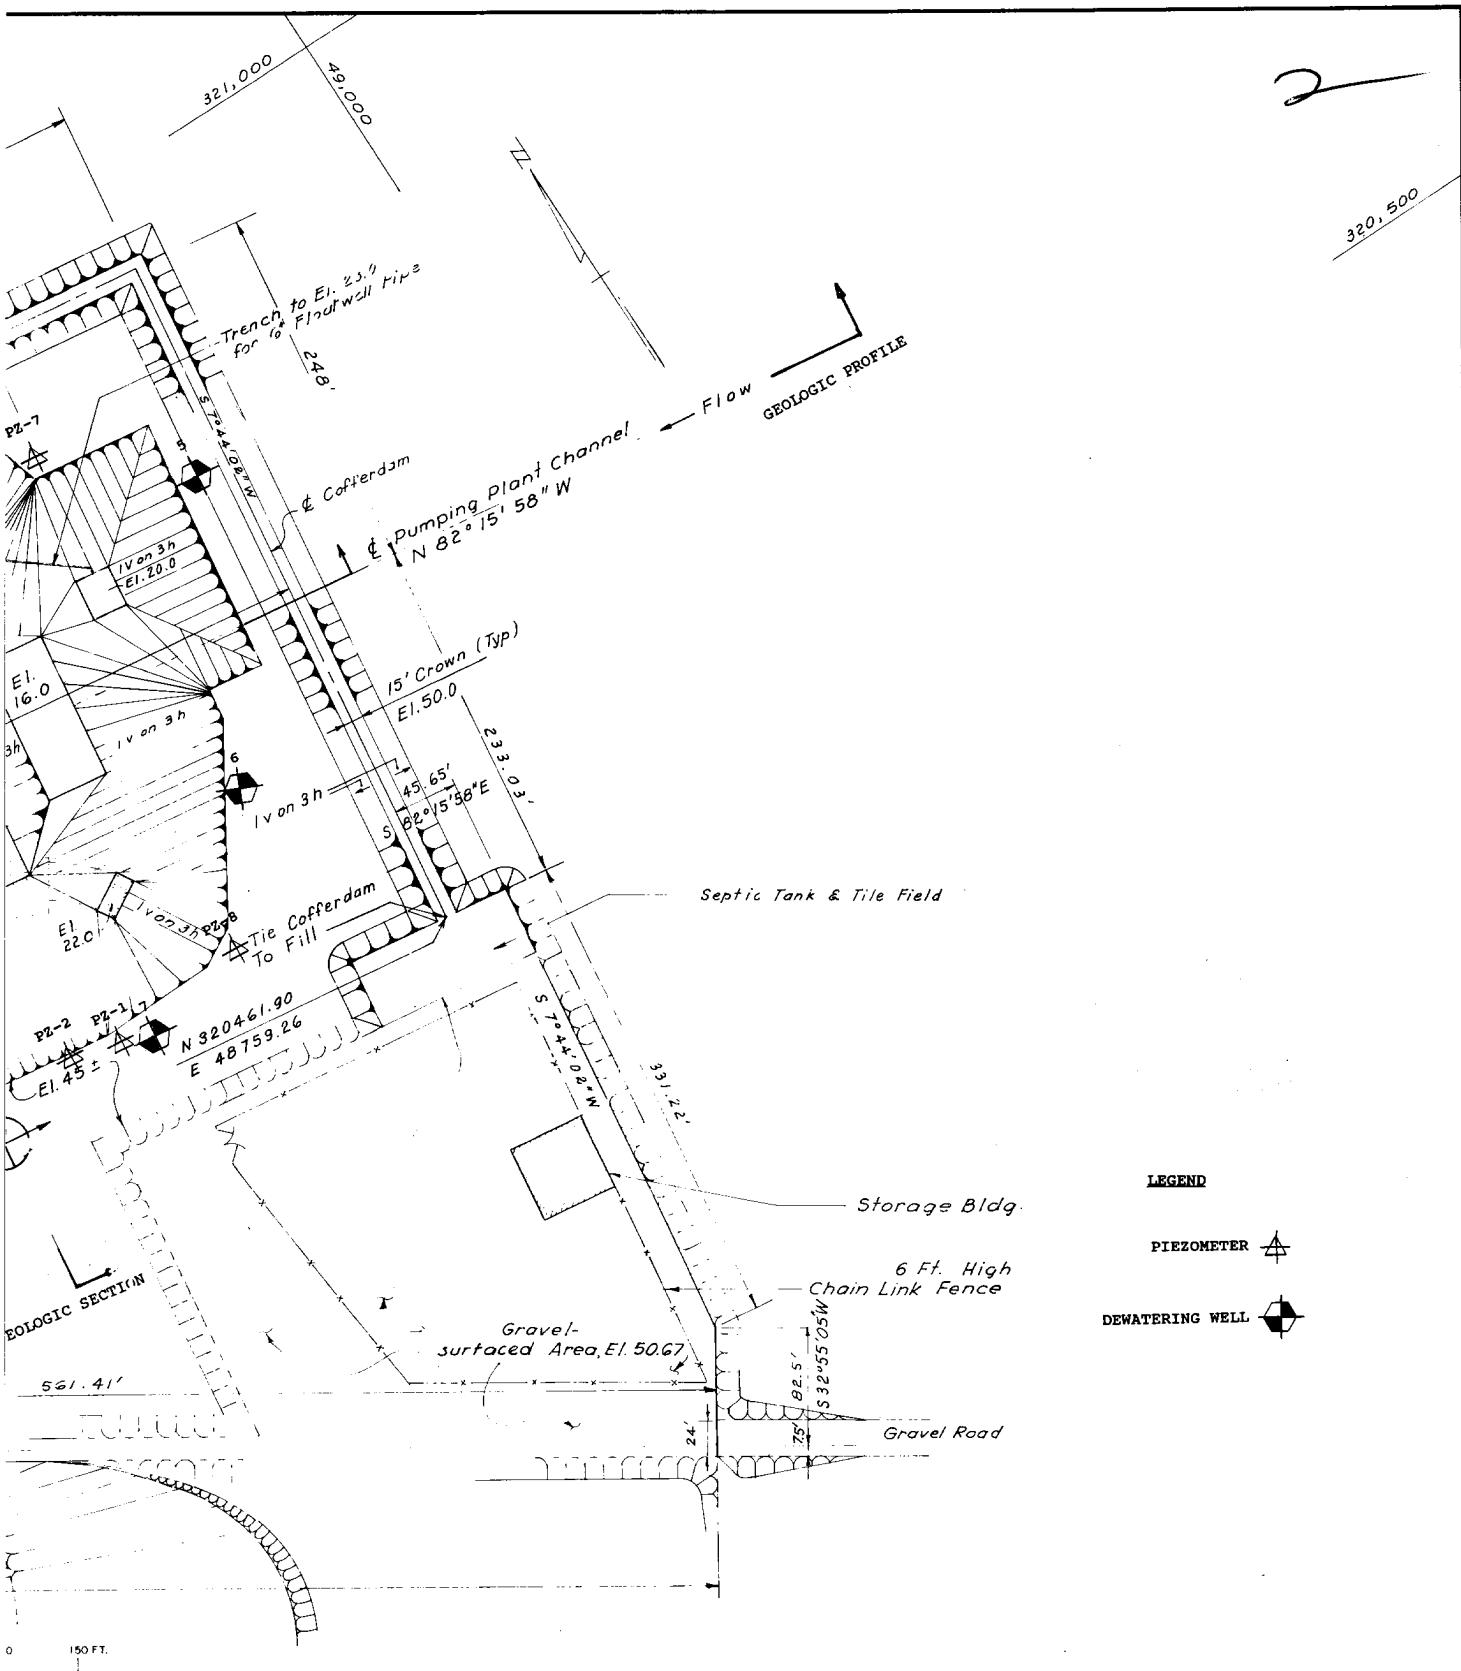 2
321,000
49,000
320,500
Trench to El.
for
248'
PZ-7
5
S 7°44'02" W
Flow
GEOLOGIC PROFILE
℄ Cofferdam
℄ Pumping Plant Channel
N 82° 15' 58" W
1V on 3h
El. 20.0
El.
16.0
15' Crown (Typ)
El. 50.0
3h
1v on 3h
6
1v on 3h
1
1
45.65'
S 82°15'58"E
233.03'
Septic Tank & Tile Field
Tie Cofferdam
To Fill
El.
22.0
1
1v on 3h
PZ-8
PZ-2
PZ-1
7
El. 45 ±
N 320461.90
E 48759.26
S 7°44'02" W
331.22'
LEGEND
PIEZOMETER
DEWATERING WELL
Storage Bldg.
6 Ft. High
Chain Link Fence
EOLOGIC SECTION
Gravel-
surfaced Area, El. 50.67
561.41'
82.5'
S 32°55'05"W
24'
75'
Gravel Road
0 150 FT.